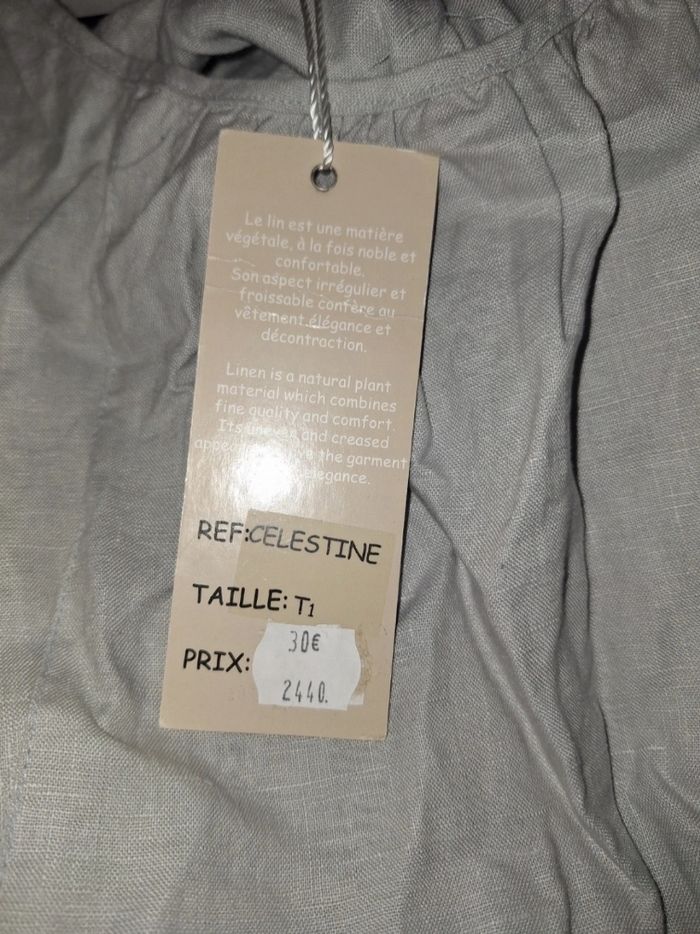 Le lin est une matière
végétale, à la fois noble et
confortable.
Son aspect irrégulier et
froissable confère au
vêtement élégance et
décontraction.
Linen is a natural plant
material which combines
fine quality and comfort.
Its and creased
the garment
elegance.
REF:CELESTINE
TAILLE: T1
PRIX: 30€
2440.